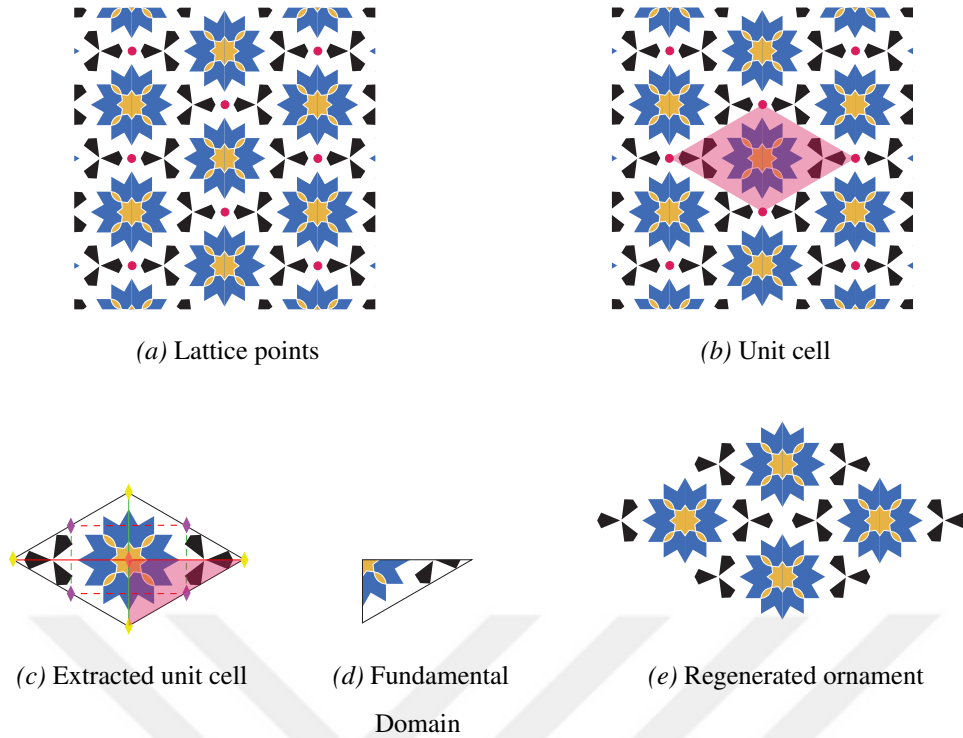 (a) Lattice points
(b) Unit cell
(c) Extracted unit cell
(d) Fundamental
Domain
(e) Regenerated ornament